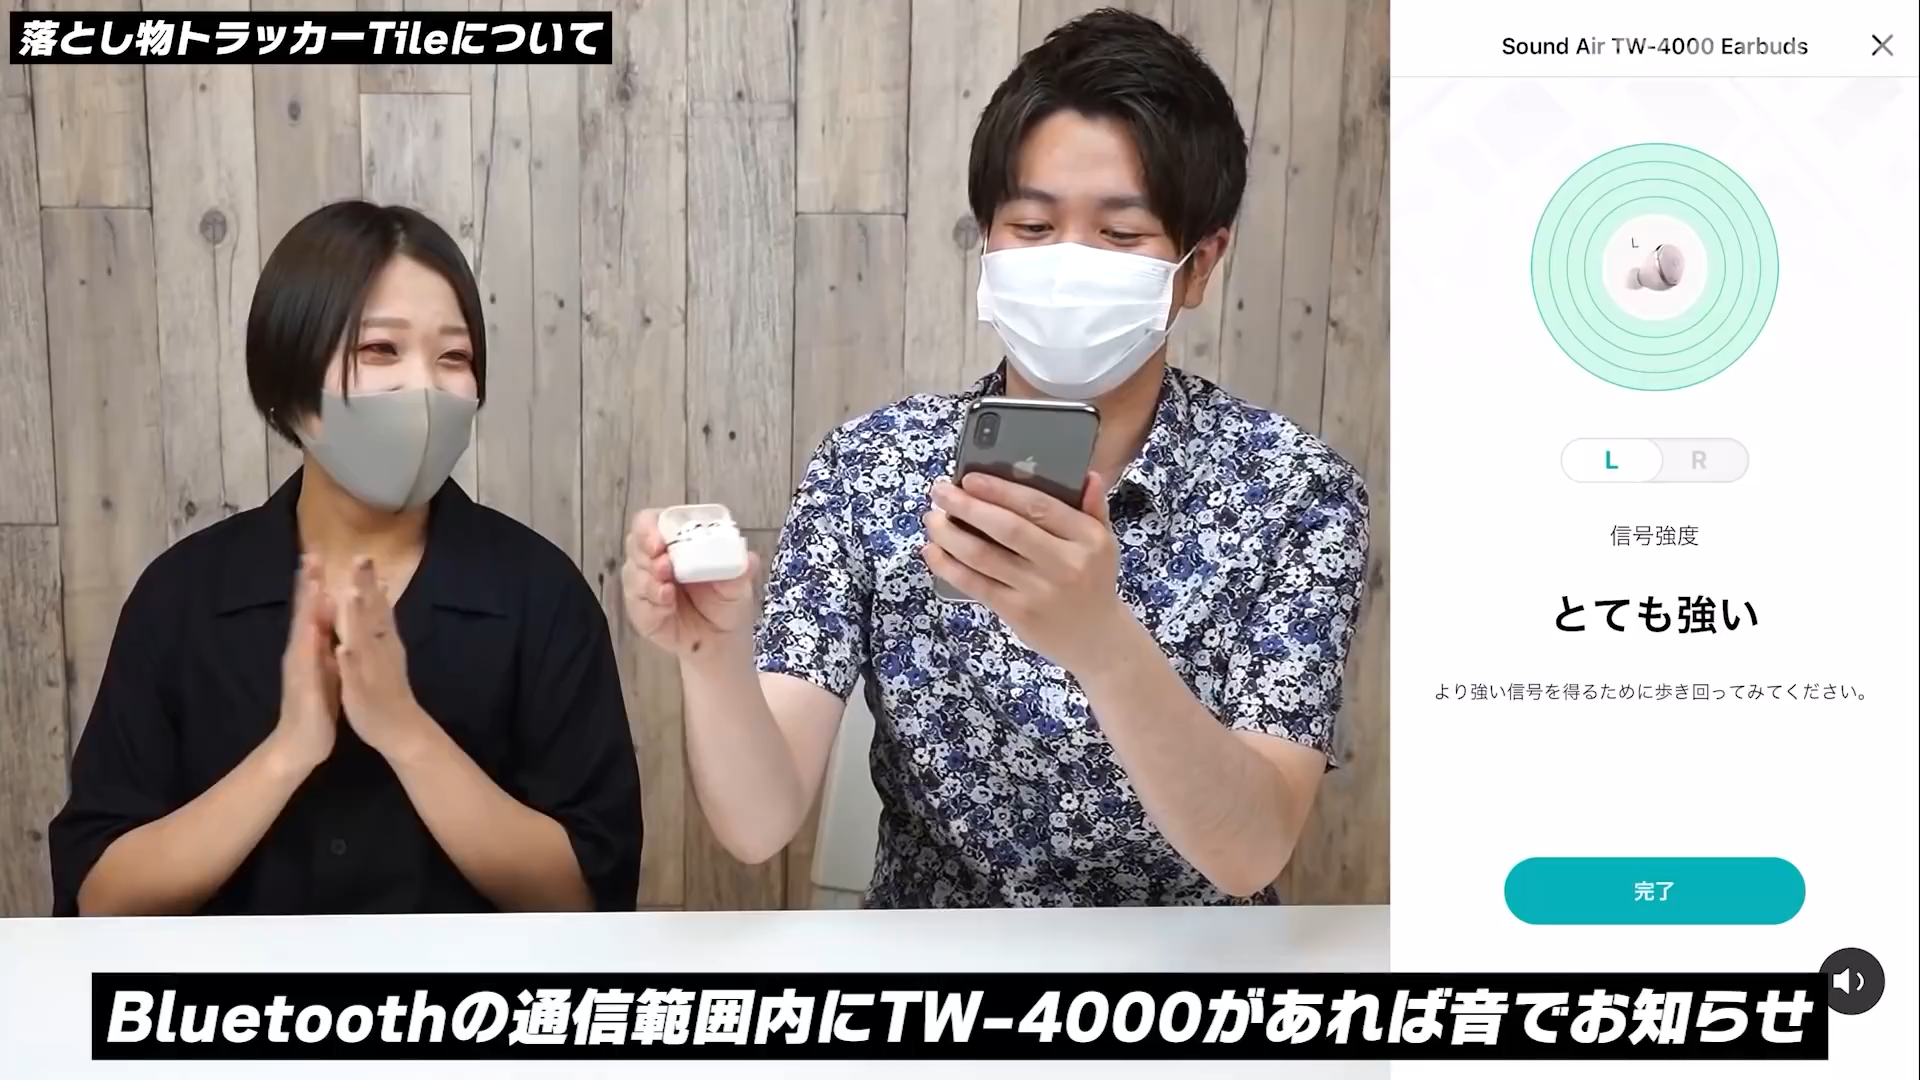 落とし物トラッカーTileについて
Sound Air TW-4000 Earbuds
L
L R
信号強度
とても強い
より強い信号を得るために歩き回ってみてください。
完了
Bluetoothの通信範囲内にTW-4000があれば音でお知らせ